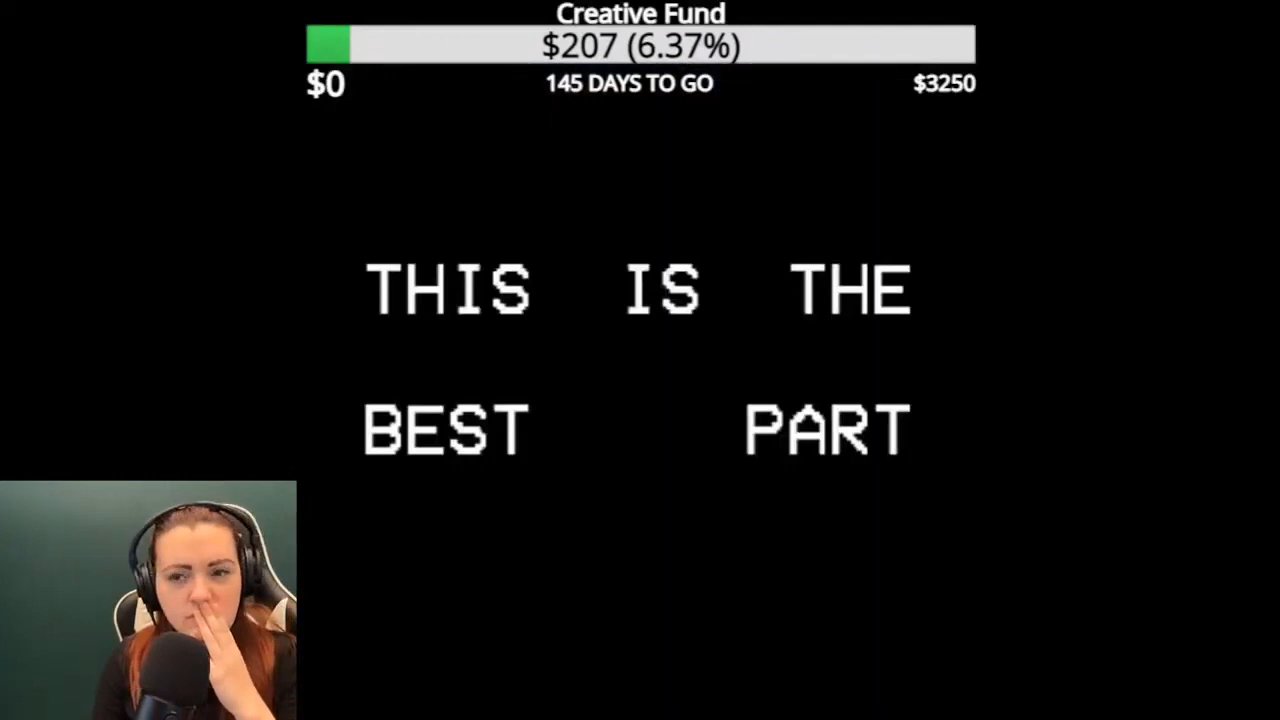 Creative Fund
$207 (6.37%)
$0 145 DAYS TO GO $3250
THIS IS THE
BEST PART